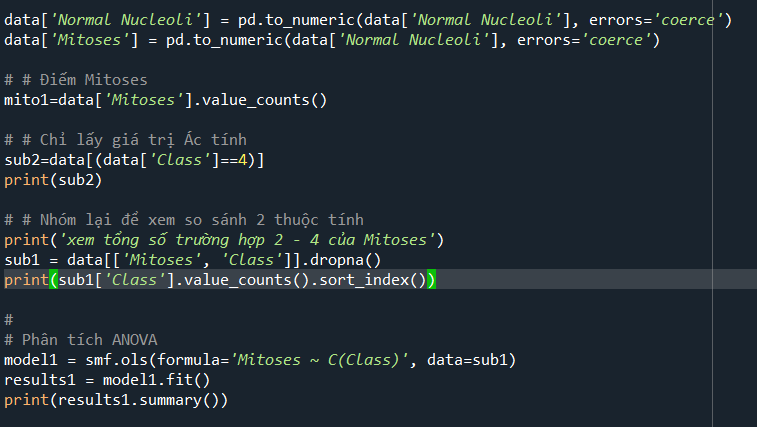 data['Normal Nucleoli'] = pd.to_numeric(data['Normal Nucleoli'], errors='coerce')
data['Mitoses'] = pd.to_numeric(data['Normal Nucleoli'], errors='coerce')
# # Điếm Mitoses
mito1=data['Mitoses'].value_counts()
# # Chỉ lấy giá trị Ác tính
sub2=data[(data['Class']==4)]
print(sub2)
# # Nhóm lại để xem so sánh 2 thuộc tính
print('xem tổng số trường hợp 2 - 4 của Mitoses')
sub1 = data[['Mitoses', 'Class']].dropna()
print(sub1['Class'].value_counts().sort_index())
#
# Phân tích ANOVA
model1 = smf.ols(formula='Mitoses ~ C(Class)', data=sub1)
results1 = model1.fit()
print(results1.summary())